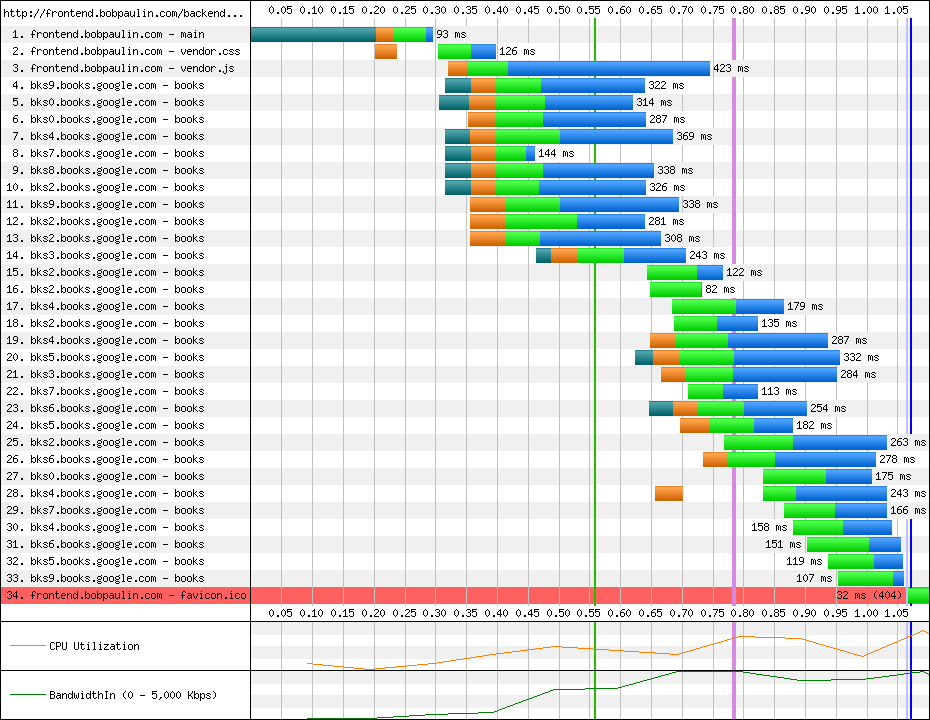 http://frontend.bobpaulin.com/backend... 0.05 0.10 0.15 0.20 0.25 0.30 0.35 0.40 0.45 0.50 0.55 0.60 0.65 0.70 0.75 0.80 0.85 0.90 0.95 1.00 1.05
1. frontend.bobpaulin.com - main 93 ms
2. frontend.bobpaulin.com - vendor.css 126 ms
3. frontend.bobpaulin.com - vendor.js 423 ms
4. bks9.books.google.com - books 322 ms
5. bks0.books.google.com - books 314 ms
6. bks0.books.google.com - books 287 ms
7. bks4.books.google.com - books 369 ms
8. bks7.books.google.com - books 144 ms
9. bks8.books.google.com - books 338 ms
10. bks2.books.google.com - books 326 ms
11. bks9.books.google.com - books 338 ms
12. bks2.books.google.com - books 281 ms
13. bks2.books.google.com - books 308 ms
14. bks3.books.google.com - books 243 ms
15. bks2.books.google.com - books 122 ms
16. bks2.books.google.com - books 82 ms
17. bks4.books.google.com - books 179 ms
18. bks2.books.google.com - books 135 ms
19. bks4.books.google.com - books 287 ms
20. bks5.books.google.com - books 332 ms
21. bks3.books.google.com - books 284 ms
22. bks7.books.google.com - books 113 ms
23. bks6.books.google.com - books 254 ms
24. bks5.books.google.com - books 182 ms
25. bks2.books.google.com - books 263 ms
26. bks6.books.google.com - books 278 ms
27. bks0.books.google.com - books 175 ms
28. bks4.books.google.com - books 243 ms
29. bks7.books.google.com - books 166 ms
30. bks4.books.google.com - books 158 ms
31. bks6.books.google.com - books 151 ms
32. bks5.books.google.com - books 119 ms
33. bks9.books.google.com - books 107 ms
34. frontend.bobpaulin.com - favicon.ico 32 ms (404)
0.05 0.10 0.15 0.20 0.25 0.30 0.35 0.40 0.45 0.50 0.55 0.60 0.65 0.70 0.75 0.80 0.85 0.90 0.95 1.00 1.05
CPU Utilization
BandwidthIn (0 - 5,000 Kbps)